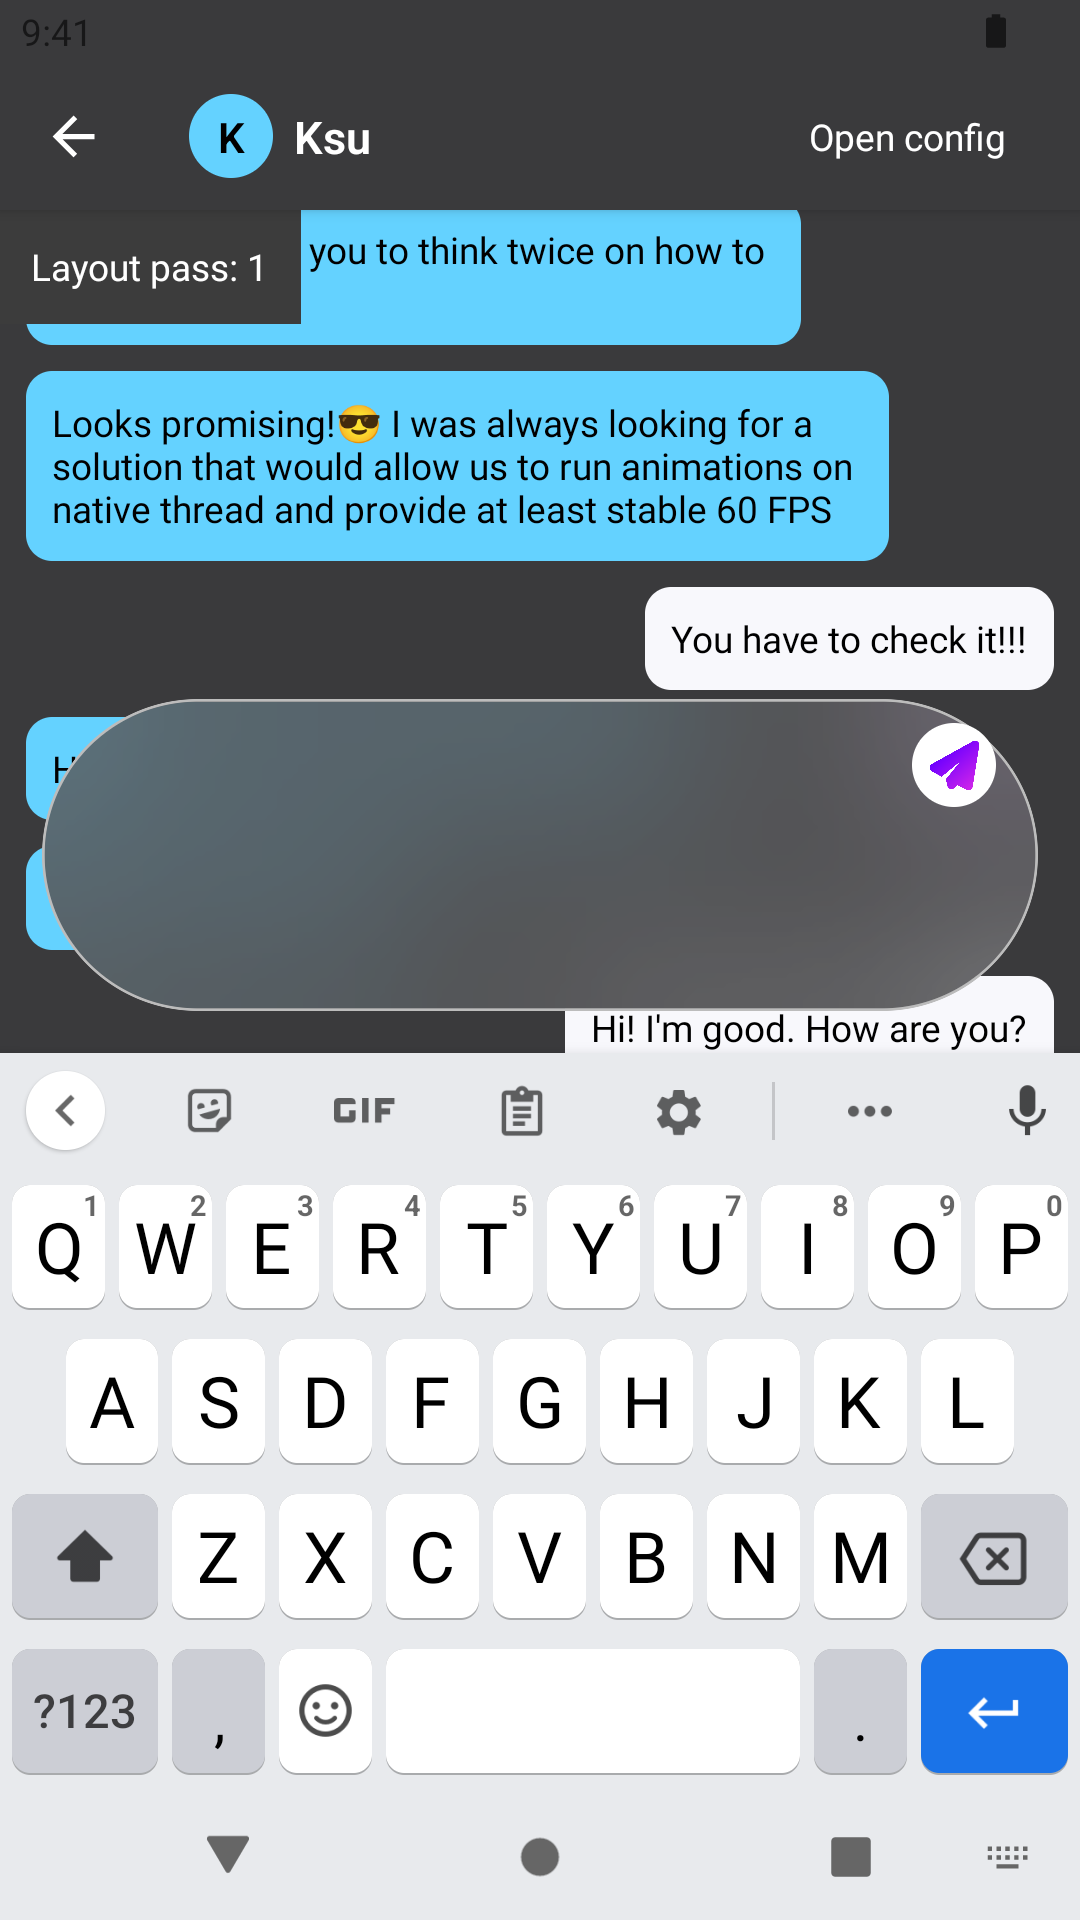 9:41
K
Ksu
Open config
Layout pass: 1
you to think twice on how to
Looks promising!😎 I was always looking for a
solution that would allow us to run animations on
native thread and provide at least stable 60 FPS
You have to check it!!!
Hi! I'm good. How are you?
GIF
1 2 3 4 5 6 7 8 9 0
Q W E R T Y U I O P
A S D F G H J K L
Z X C V B N M
?123 , .